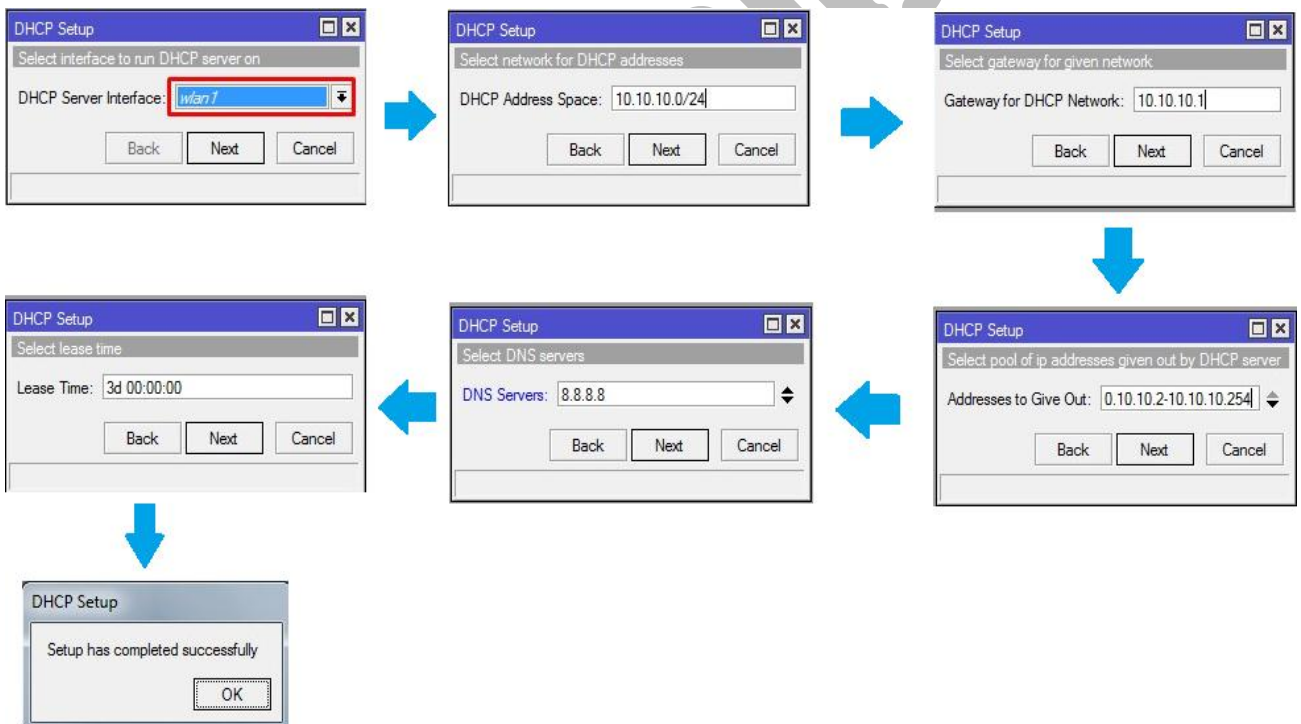 DHCP Setup
Select interface to run DHCP server on
DHCP Server Interface: wlan1
Back Next Cancel
DHCP Setup
Select network for DHCP addresses
DHCP Address Space: 10.10.10.0/24
Back Next Cancel
DHCP Setup
Select gateway for given network
Gateway for DHCP Network: 10.10.10.1
Back Next Cancel
DHCP Setup
Select pool of ip addresses given out by DHCP server
Addresses to Give Out: 0.10.10.2-10.10.10.254
Back Next Cancel
DHCP Setup
Select DNS servers
DNS Servers: 8.8.8.8
Back Next Cancel
DHCP Setup
Select lease time
Lease Time: 3d 00:00:00
Back Next Cancel
DHCP Setup
Setup has completed successfully
OK